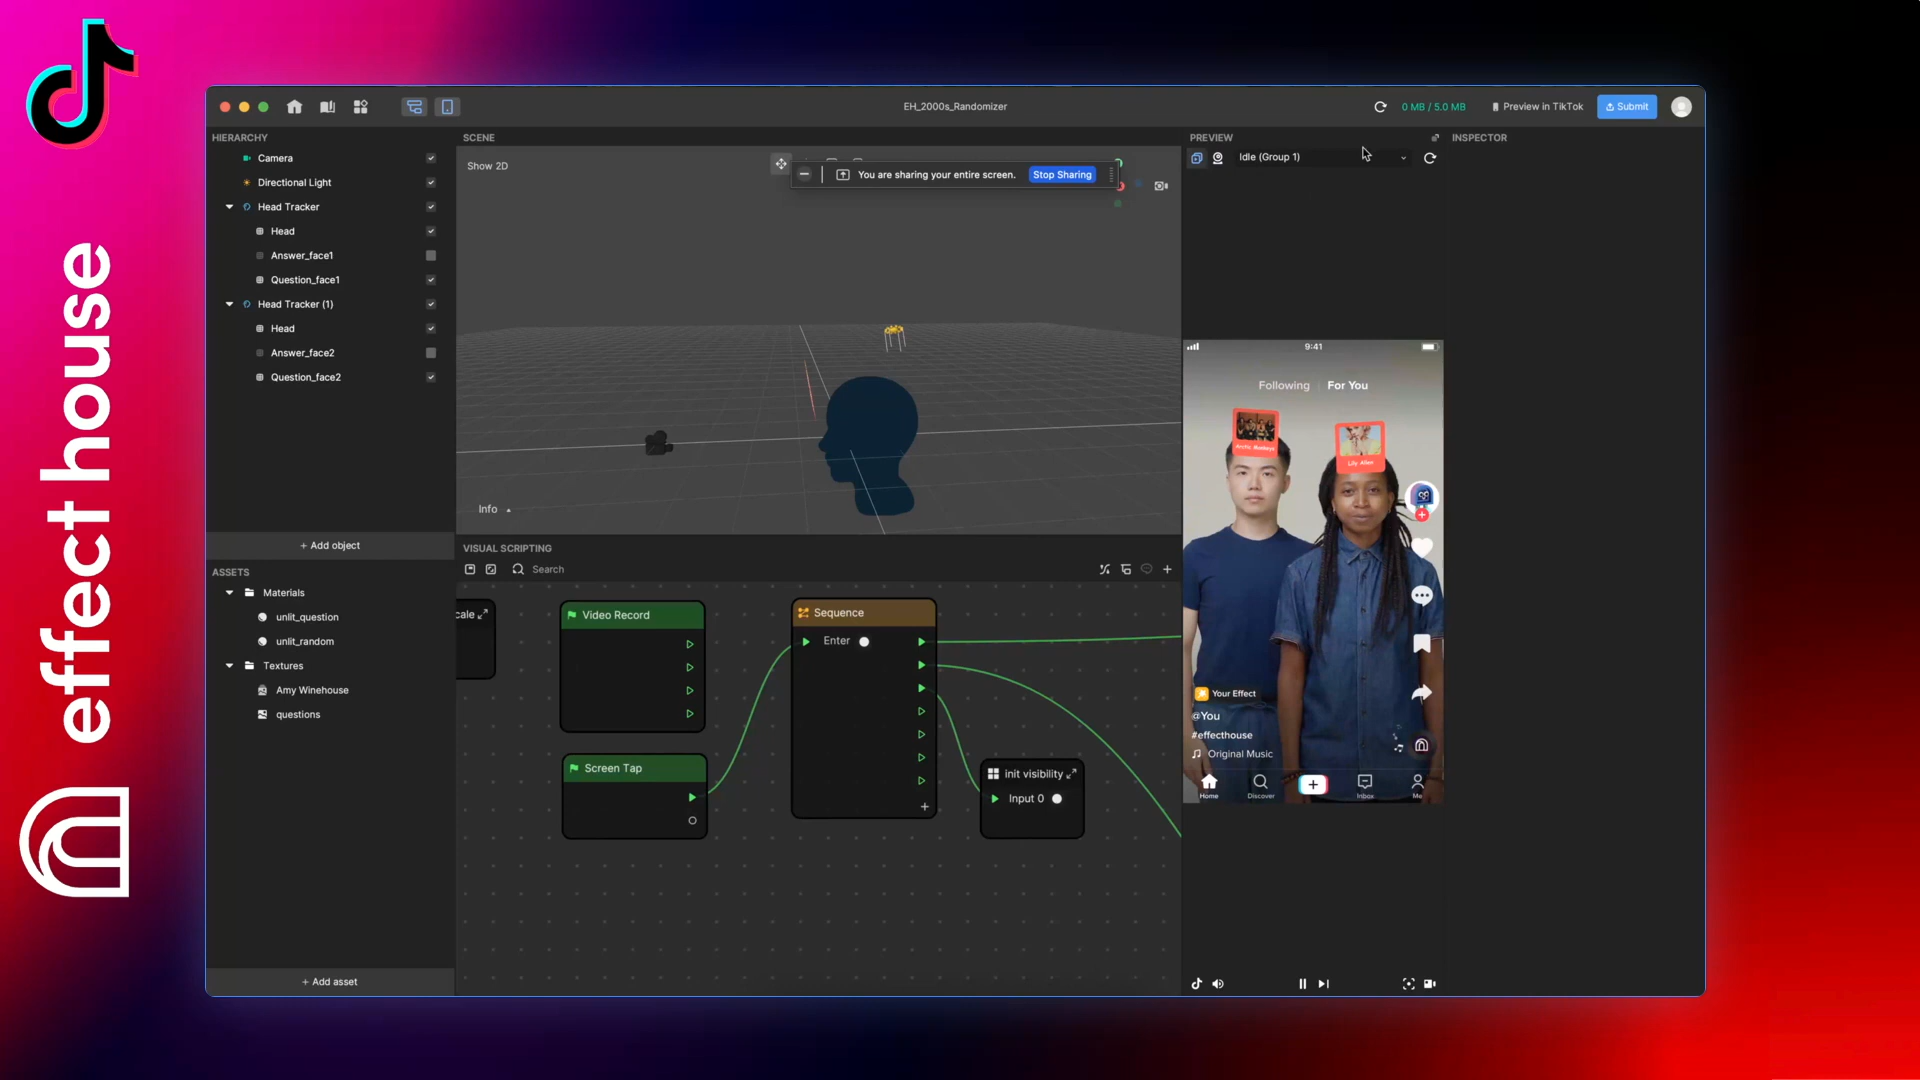 effect house
EH_2000s_Randomizer
0 MB / 5.0 MB
Preview in TikTok
Submit
HIERARCHY
Camera
Directional Light
Head Tracker
Head
Answer_face1
Question_face1
Head Tracker (1)
Head
Answer_face2
Question_face2
+ Add object
ASSETS
Materials
unlit_question
unlit_random
Textures
Amy Winehouse
questions
+ Add asset
SCENE
Show 2D
You are sharing your entire screen.
Stop Sharing
Info
VISUAL SCRIPTING
Search
cale
Video Record
Screen Tap
Sequence
Enter
init visibility
Input 0
PREVIEW
Idle (Group 1)
9:41
Following
For You
Arctic Monkeys
Lily Allen
Your Effect
@You
#effecthouse
Original Music
Home
Discover
Inbox
Me
INSPECTOR